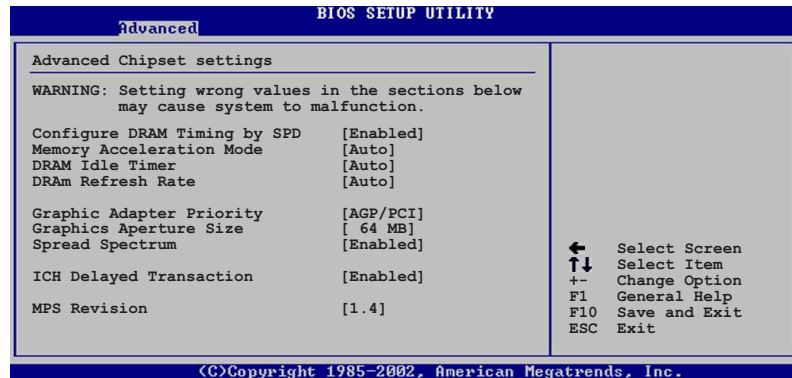 BIOS SETUP UTILITY
Advanced
Advanced Chipset settings
WARNING: Setting wrong values in the sections below
may cause system to malfunction.
Configure DRAM Timing by SPD [Enabled]
Memory Acceleration Mode [Auto]
DRAM Idle Timer [Auto]
DRAm Refresh Rate [Auto]
Graphic Adapter Priority [AGP/PCI]
Graphics Aperture Size [ 64 MB]
Spread Spectrum [Enabled]
ICH Delayed Transaction [Enabled]
MPS Revision [1.4]
← Select Screen
↑↓ Select Item
+- Change Option
F1 General Help
F10 Save and Exit
ESC Exit
(C)Copyright 1985-2002, American Megatrends, Inc.